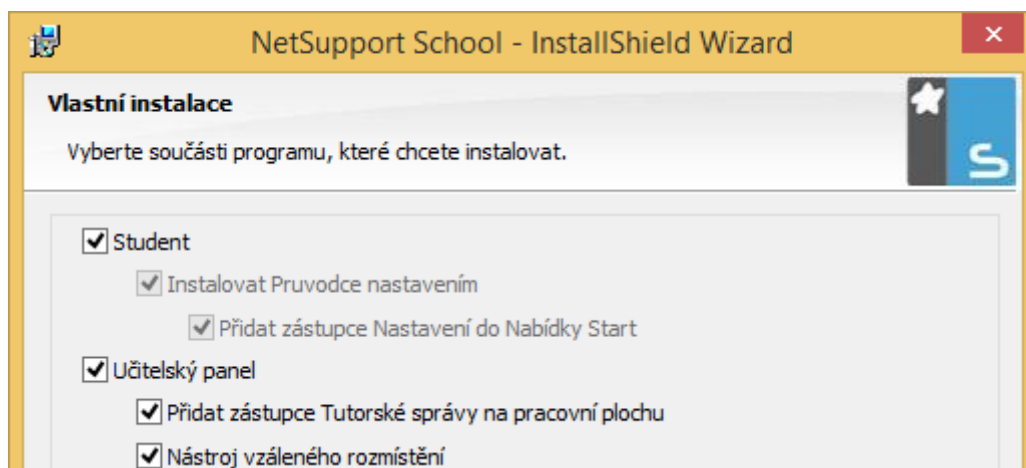 NetSupport School - InstallShield Wizard
Vlastní instalace
Vyberte součásti programu, které chcete instalovat.
S
Student
Instalovat Pruvodce nastavením
Přidat zástupce Nastavení do Nabídky Start
Učitelský panel
Přidat zástupce Tutorské správy na pracovní plochu
Nástroj vzáleného rozmístění